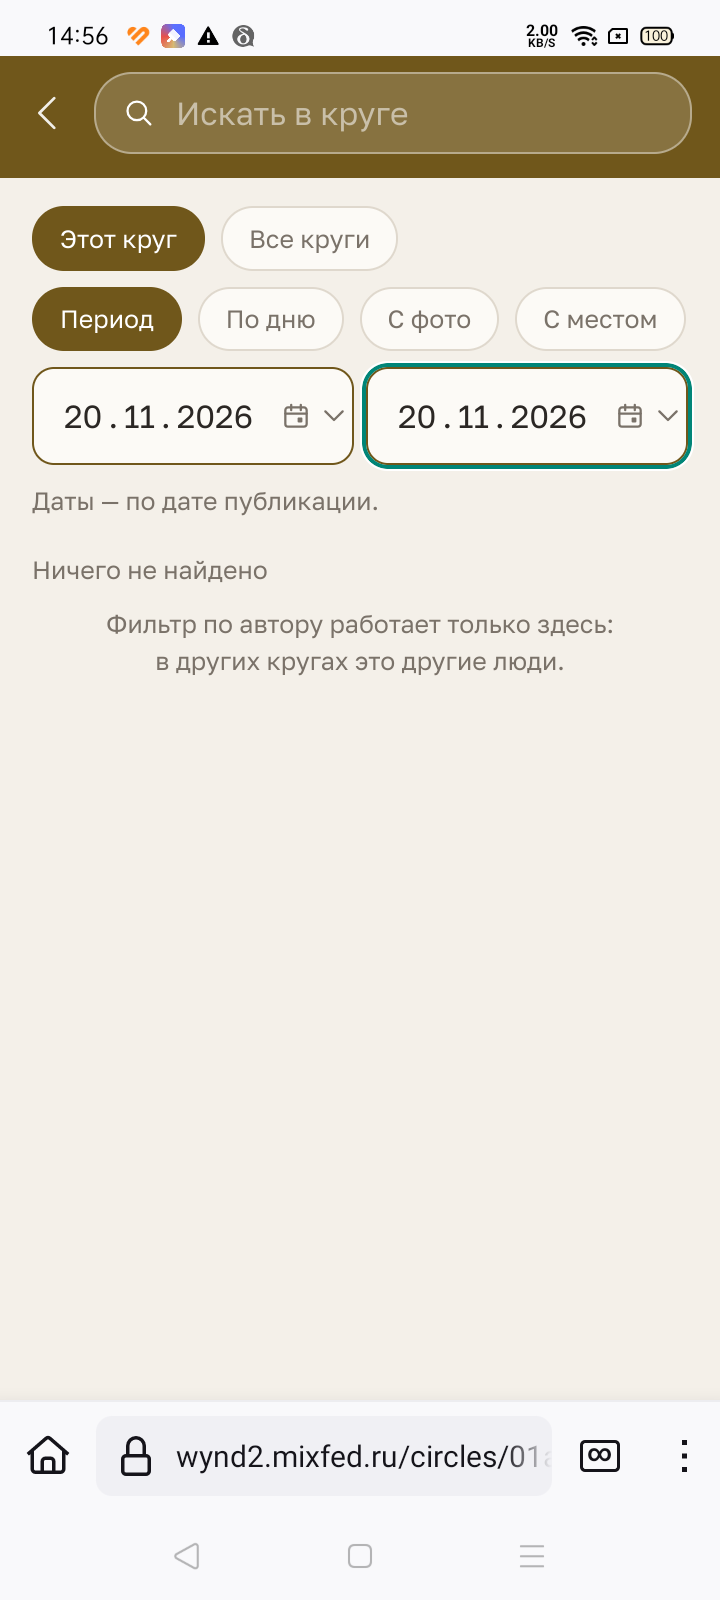 14:56
2.00
KB/S
100
Искать в круге
Этот круг
Все круги
Период
По дню
С фото
С местом
20.11.2026
20.11.2026
Даты — по дате публикации.
Ничего не найдено
Фильтр по автору работает только здесь:
в других кругах это другие люди.
wynd2.mixfed.ru/circles/01a